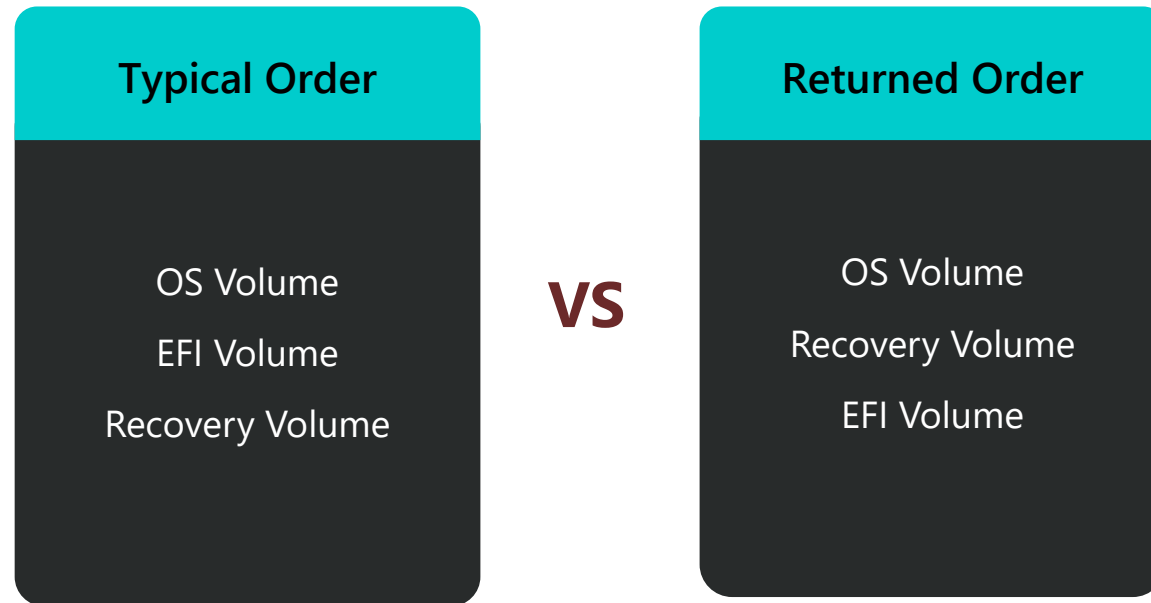 Typical Order
OS Volume
EFI Volume
Recovery Volume
VS
Returned Order
OS Volume
Recovery Volume
EFI Volume